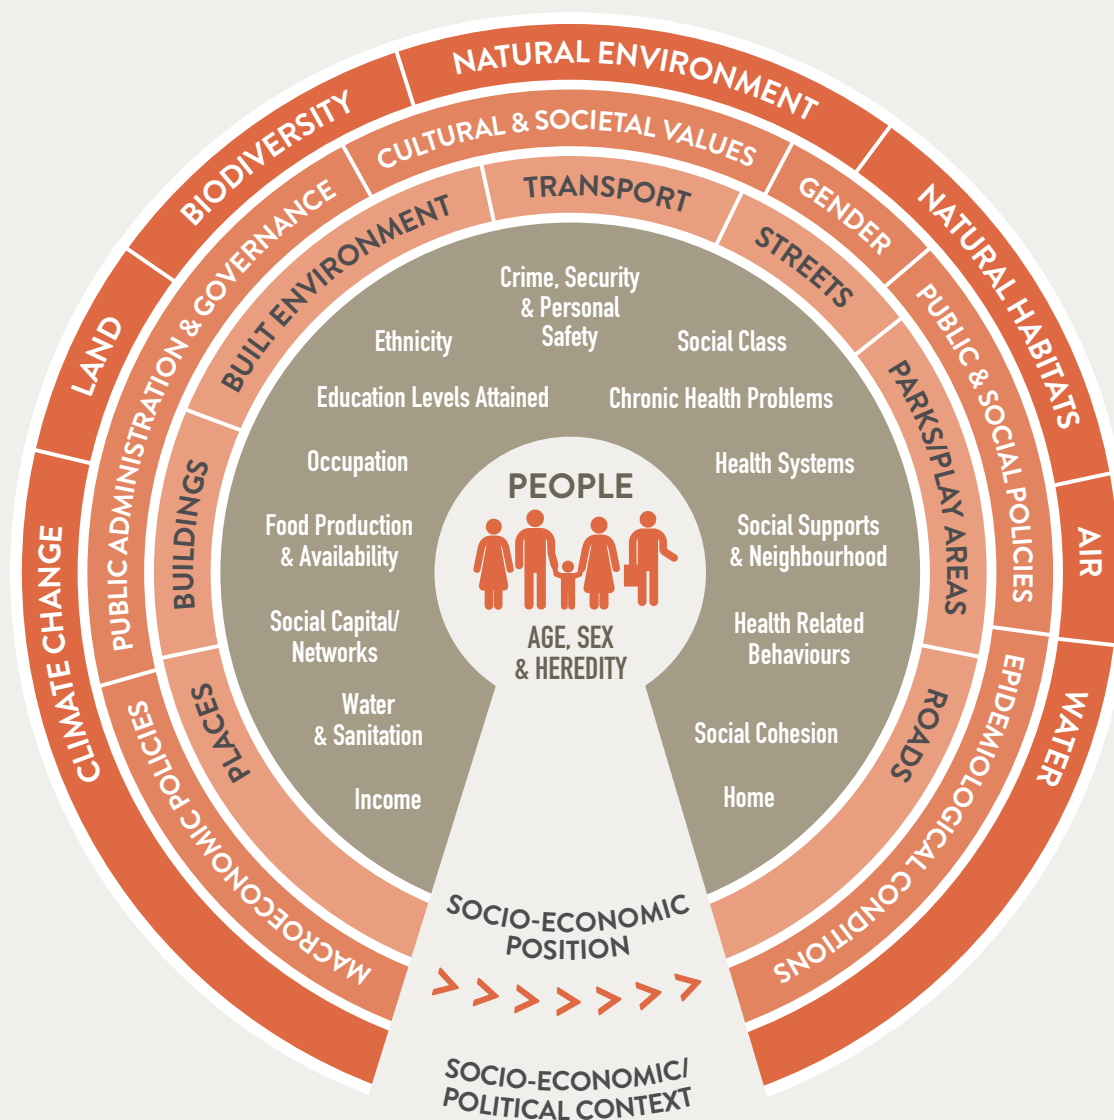 CLIMATE CHANGE
LAND
BIODIVERSITY
NATURAL ENVIRONMENT
NATURAL HABITATS
AIR
WATER
MACROECONOMIC POLICIES
PUBLIC ADMINISTRATION & GOVERNANCE
CULTURAL & SOCIETAL VALUES
GENDER
PUBLIC & SOCIAL POLICIES
EPIDEMIOLOGICAL CONDITIONS
PLACES
BUILDINGS
BUILT ENVIRONMENT
TRANSPORT
STREETS
PARKS/PLAY AREAS
ROADS
Crime, Security
& Personal
Safety
Ethnicity
Social Class
Education Levels Attained
Chronic Health Problems
Occupation
Health Systems
Food Production
& Availability
Social Supports
& Neighbourhood
Social Capital/
Networks
Health Related
Behaviours
Water
& Sanitation
Social Cohesion
Income
Home
PEOPLE
AGE, SEX
& HEREDITY
SOCIO-ECONOMIC
POSITION
SOCIO-ECONOMIC/
POLITICAL CONTEXT